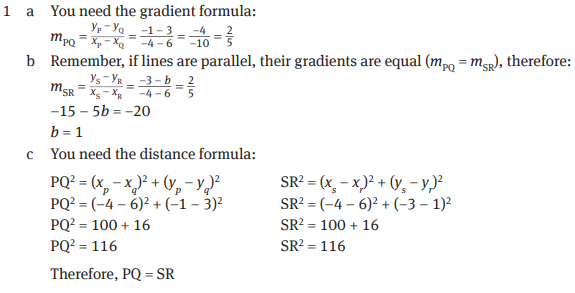 1 a You need the gradient formula:
m_PQ = (y_P – y_Q)/(x_P – x_Q) = (–1 – 3)/(–4 – 6) = –4/–10 = 2/5
b Remember, if lines are parallel, their gradients are equal (m_PQ = m_SR), therefore:
m_SR = (y_S – y_R)/(x_S – x_R) = (–3 – b)/(–4 – 6) = 2/5
–15 – 5b = –20
b = 1
c You need the distance formula:
PQ² = (x_p – x_q)² + (y_p – y_q)²
PQ² = (–4 – 6)² + (–1 – 3)²
PQ² = 100 + 16
PQ² = 116
SR² = (x_s – x_r)² + (y_s – y_r)²
SR² = (–4 – 6)² + (–3 – 1)²
SR² = 100 + 16
SR² = 116
Therefore, PQ = SR